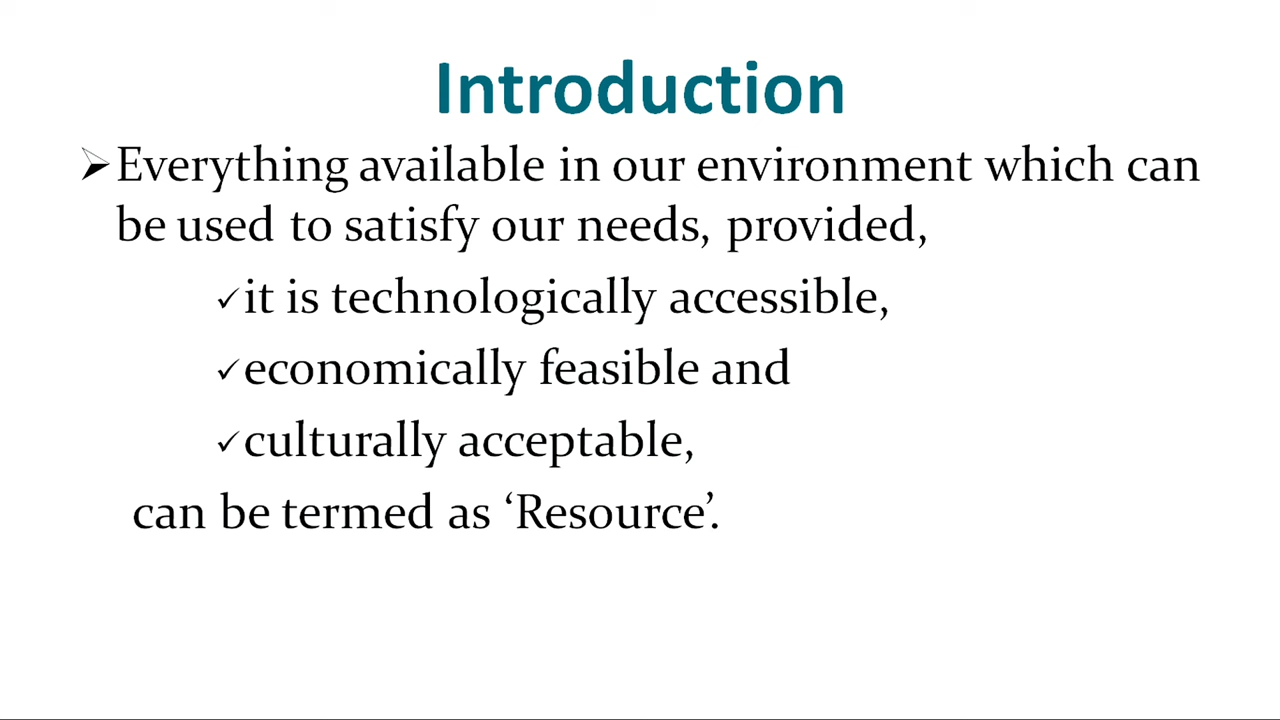 Introduction
➢Everything available in our environment which can
be used to satisfy our needs, provided,
✓it is technologically accessible,
✓economically feasible and
✓culturally acceptable,
can be termed as ‘Resource’.